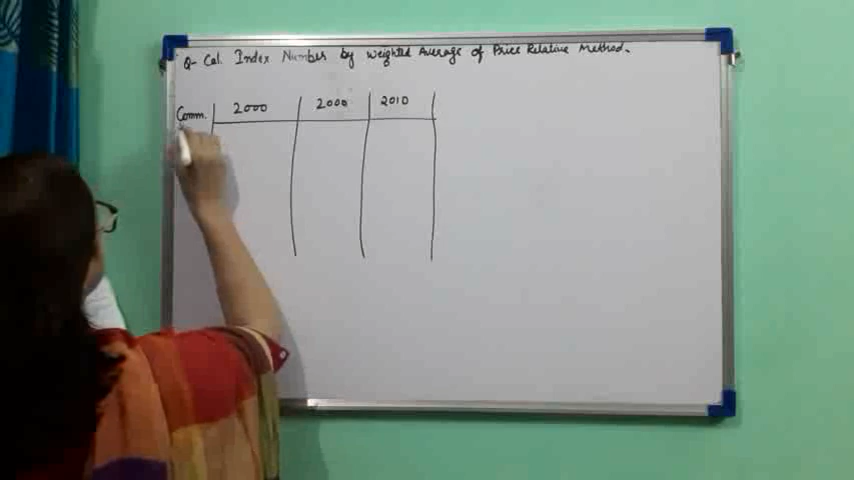 Q- Cal. Index Number by Weighted Average of Price Relative Method.
Comm. 2000 2000 2010